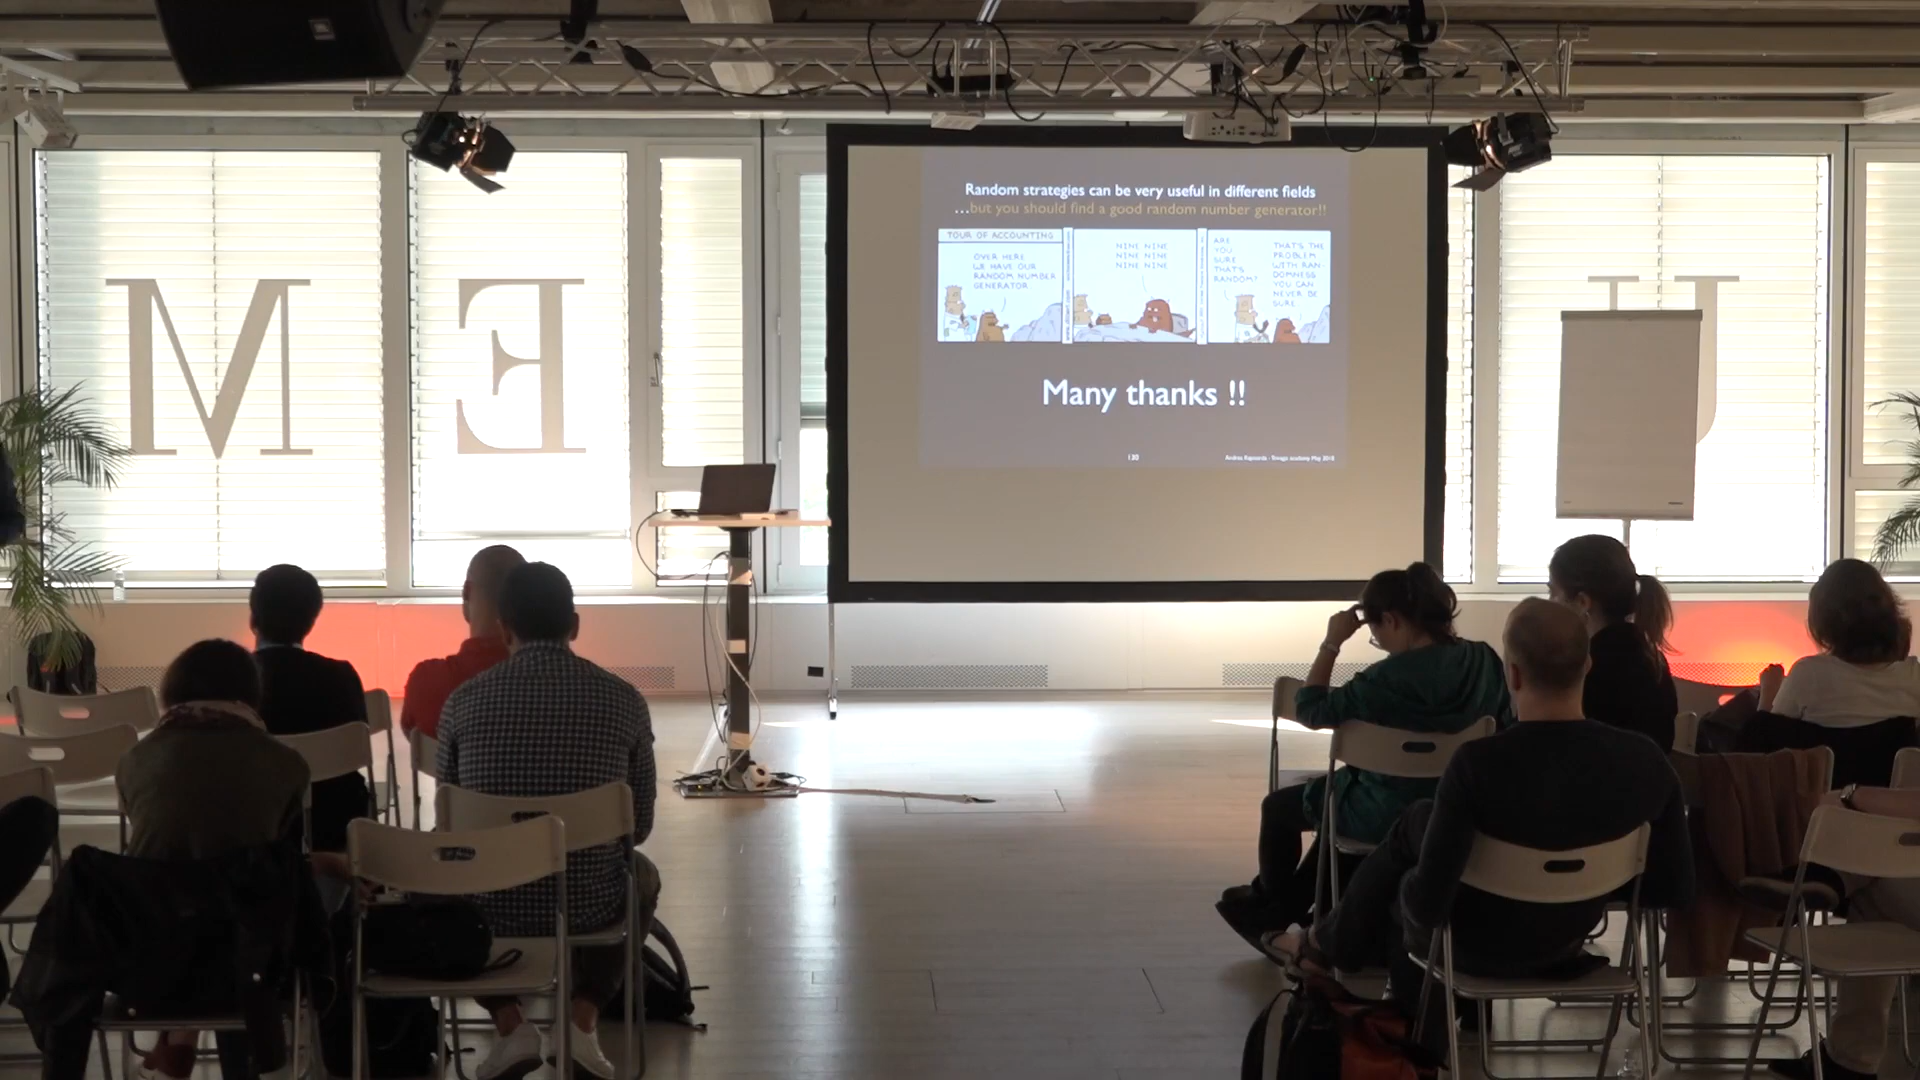 Random strategies can be very useful in different fields
...but you should find a good random number generator!!
TOUR OF ACCOUNTING
OVER HERE
WE HAVE OUR
RANDOM NUMBER
GENERATOR
NINE NINE
NINE NINE
NINE NINE
ARE
YOU
SURE
THAT'S
RANDOM?
THAT'S THE
PROBLEM
WITH RAN-
DOMNESS
YOU CAN
NEVER BE
SURE
Many thanks !!
130
M E U